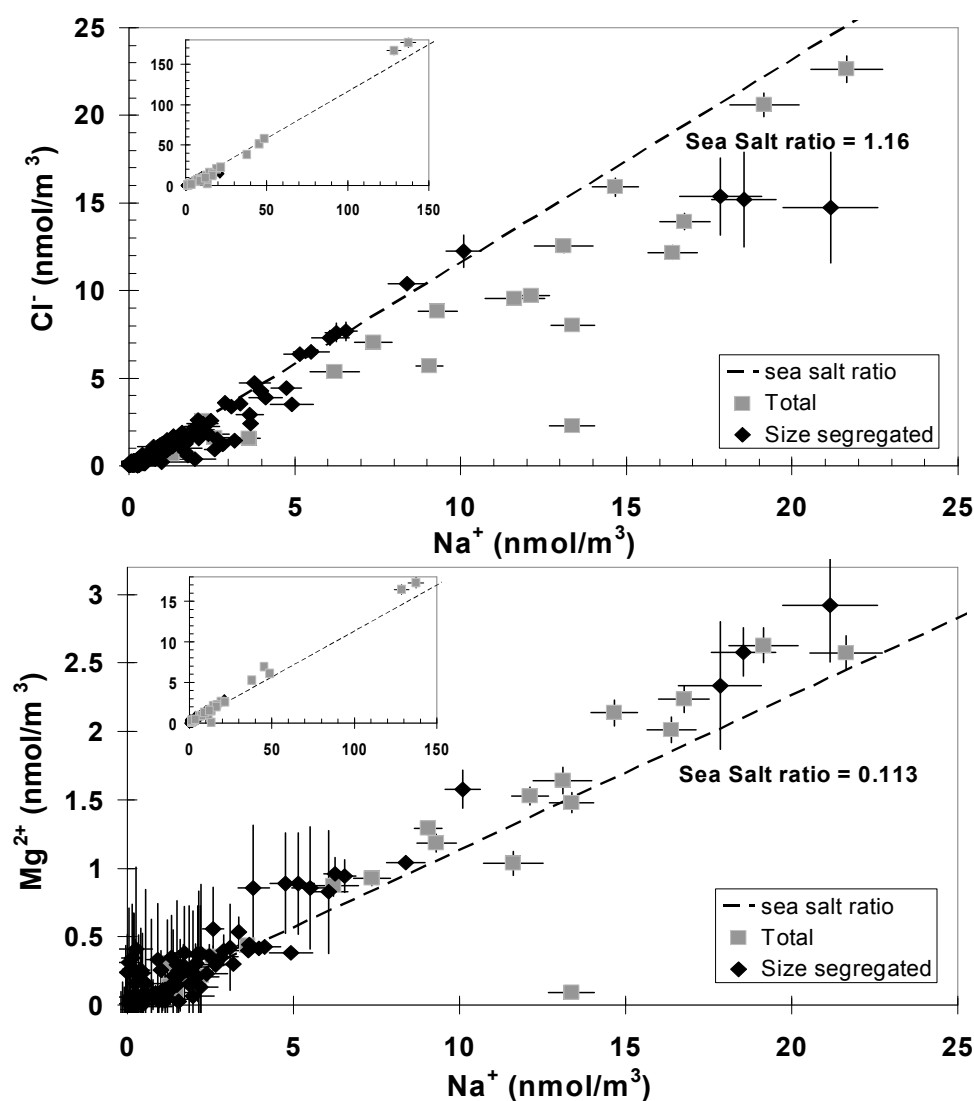 25
20
15
10
5
0
Cl⁻ (nmol/m³)
150
100
50
0
0 50 100 150
Sea Salt ratio = 1.16
sea salt ratio
Total
Size segregated
0 5 10 15 20 25
Na⁺ (nmol/m³)
3
2.5
2
1.5
1
0.5
0
Mg²⁺ (nmol/m³)
15
10
5
0
0 50 100 150
Sea Salt ratio = 0.113
sea salt ratio
Total
Size segregated
0 5 10 15 20 25
Na⁺ (nmol/m³)